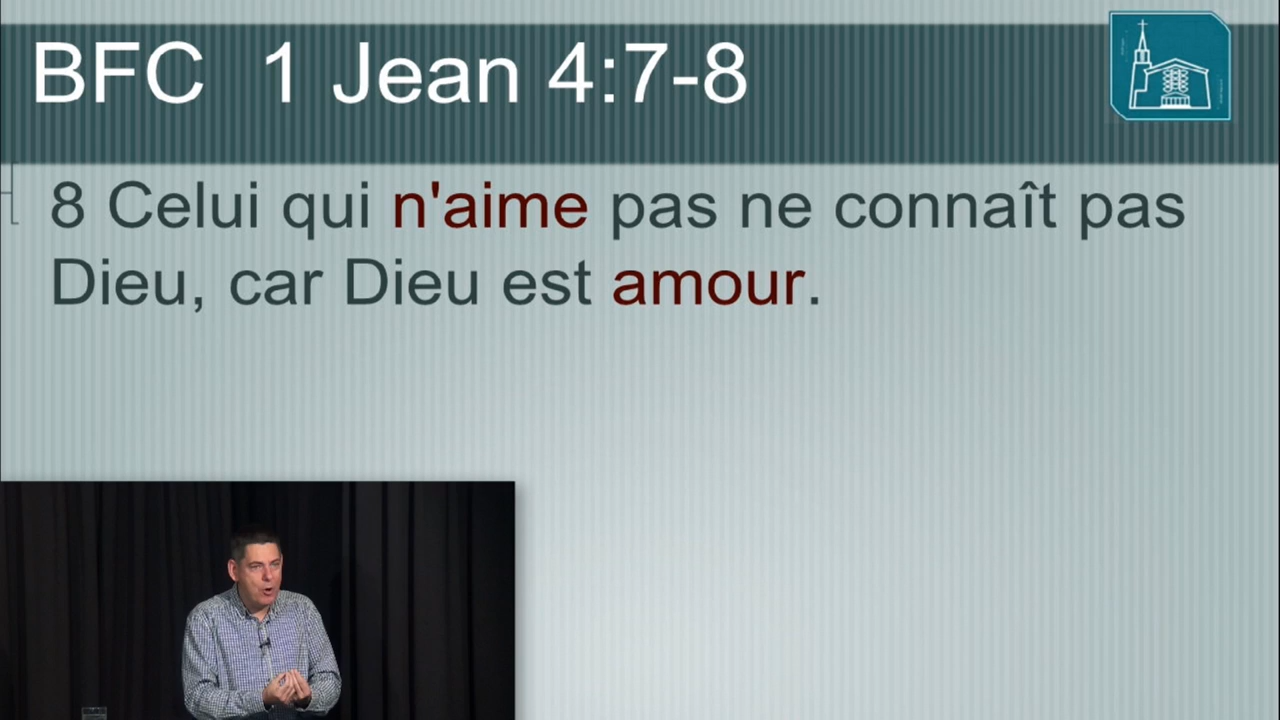 BFC 1 Jean 4:7-8
8 Celui qui n'aime pas ne connaît pas
Dieu, car Dieu est amour.